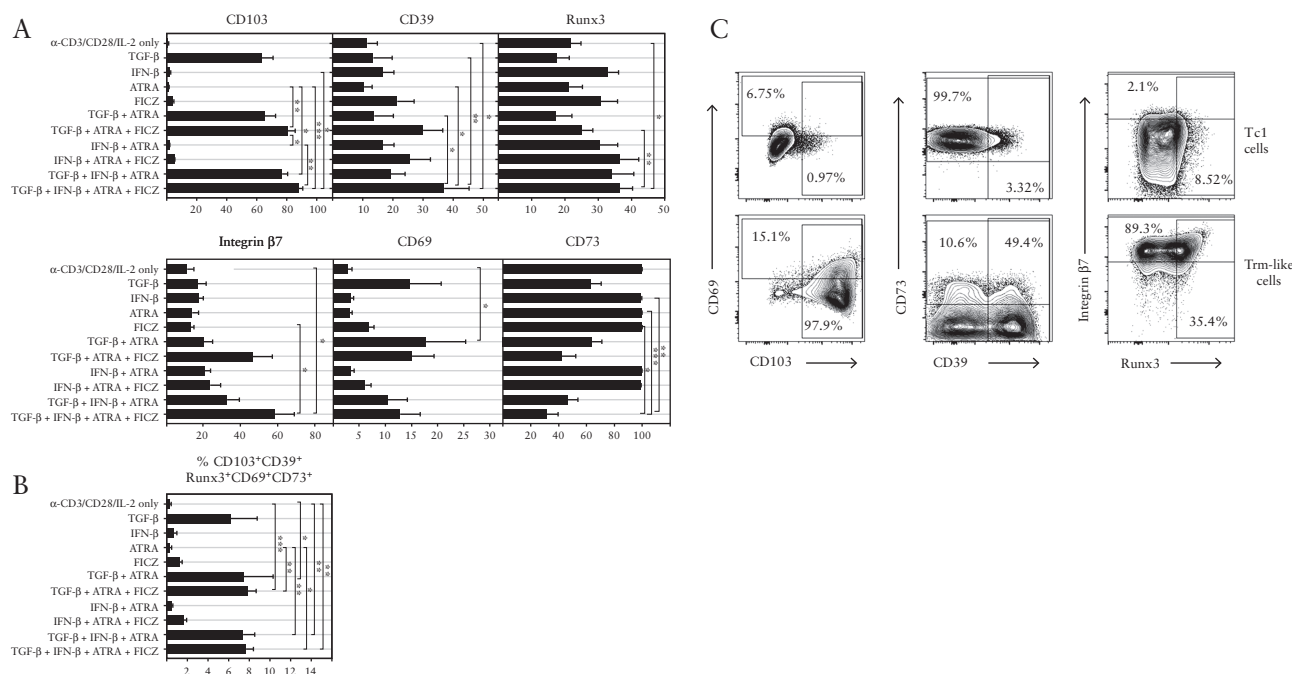 A
CD103 CD39 Runx3
α-CD3/CD28/IL-2 only
TGF-β
IFN-β
ATRA
FICZ
TGF-β + ATRA
TGF-β + ATRA + FICZ
IFN-β + ATRA
IFN-β + ATRA + FICZ
TGF-β + IFN-β + ATRA
TGF-β + IFN-β + ATRA + FICZ
20 40 60 80 100 10 20 30 40 50 10 20 30 40 50
Integrin β7 CD69 CD73
α-CD3/CD28/IL-2 only
TGF-β
IFN-β
ATRA
FICZ
TGF-β + ATRA
TGF-β + ATRA + FICZ
IFN-β + ATRA
IFN-β + ATRA + FICZ
TGF-β + IFN-β + ATRA
TGF-β + IFN-β + ATRA + FICZ
20 40 60 80 5 10 15 20 25 30 20 40 60 80 100
B
% CD103⁺CD39⁺
Runx3⁺CD69⁺CD73⁺
α-CD3/CD28/IL-2 only
TGF-β
IFN-β
ATRA
FICZ
TGF-β + ATRA
TGF-β + ATRA + FICZ
IFN-β + ATRA
IFN-β + ATRA + FICZ
TGF-β + IFN-β + ATRA
TGF-β + IFN-β + ATRA + FICZ
2 4 6 8 10 12 14
C
6.75%
0.97%
99.7%
3.32%
2.1%
8.52%
Tc1
cells
15.1%
97.9%
10.6% 49.4%
89.3%
35.4%
Trm-like
cells
CD69
CD73
Integrin β7
CD103
CD39
Runx3